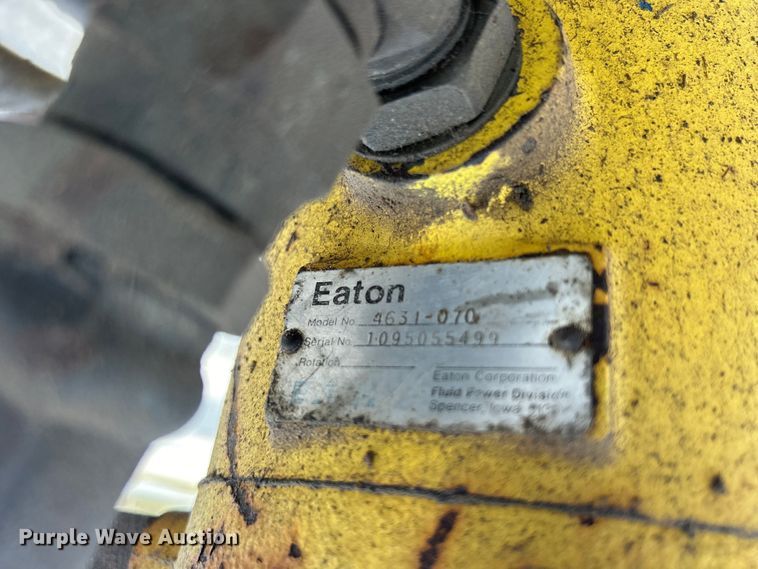 Eaton
Model No. 4631-070
Serial No. 1095055499
Rotation
Eaton Corporation
Fluid Power Division
Spencer, Iowa
Purple Wave Auction